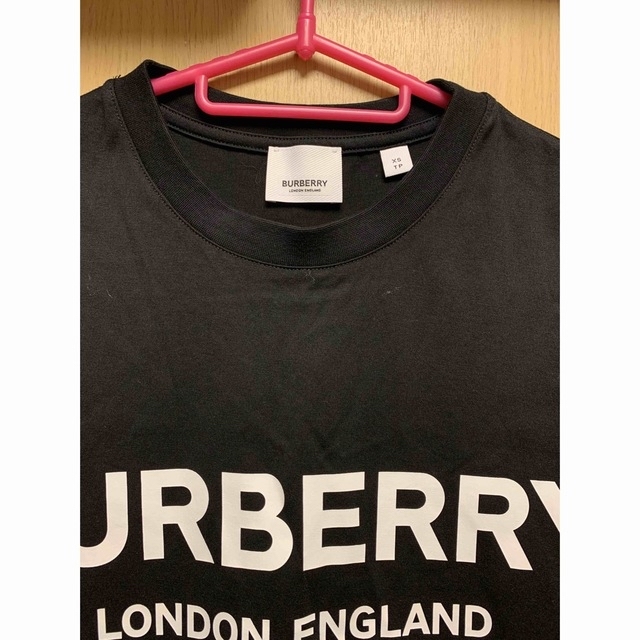 BURBERRY
LONDON ENGLAND
XS
TP
URBERRY
LONDON ENGLAND